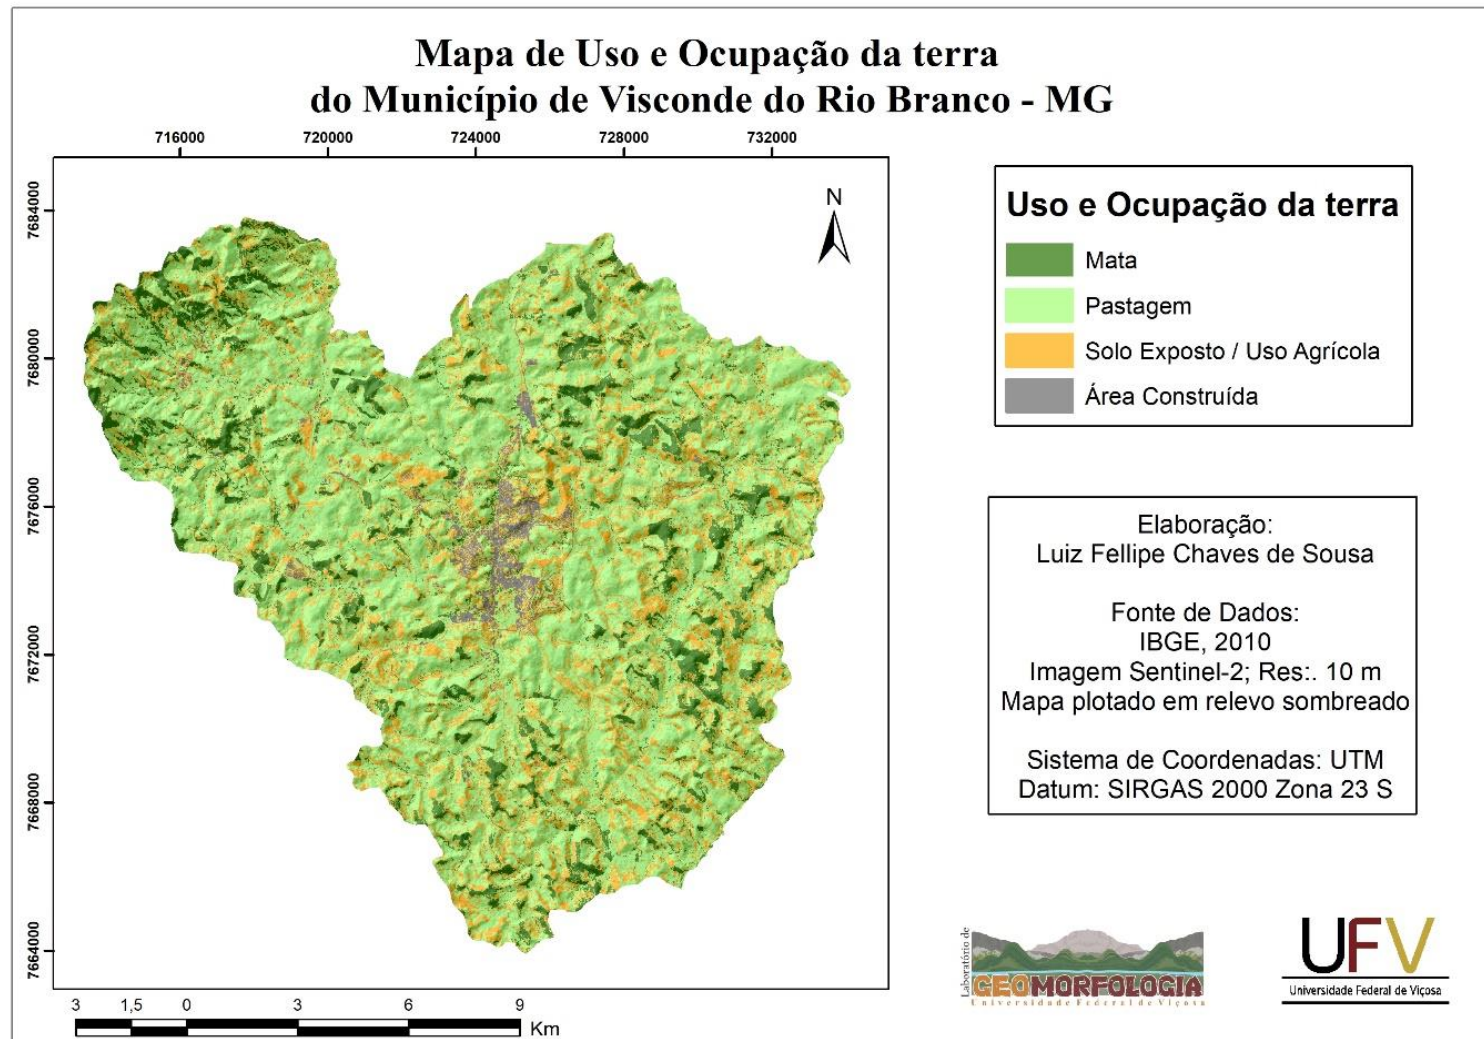 Mapa de Uso e Ocupação da terra
do Município de Visconde do Rio Branco - MG
716000 720000 724000 728000 732000
7684000
7680000
7676000
7672000
7668000
7664000
N
3 1,5 0 3 6 9
Km
Uso e Ocupação da terra
Mata
Pastagem
Solo Exposto / Uso Agrícola
Área Construída
Elaboração:
Luiz Fellipe Chaves de Sousa
Fonte de Dados:
IBGE, 2010
Imagem Sentinel-2; Res:. 10 m
Mapa plotado em relevo sombreado
Sistema de Coordenadas: UTM
Datum: SIRGAS 2000 Zona 23 S
Laboratório de
GEOMORFOLOGIA
Universidade Federal de Viçosa
UFV
Universidade Federal de Viçosa